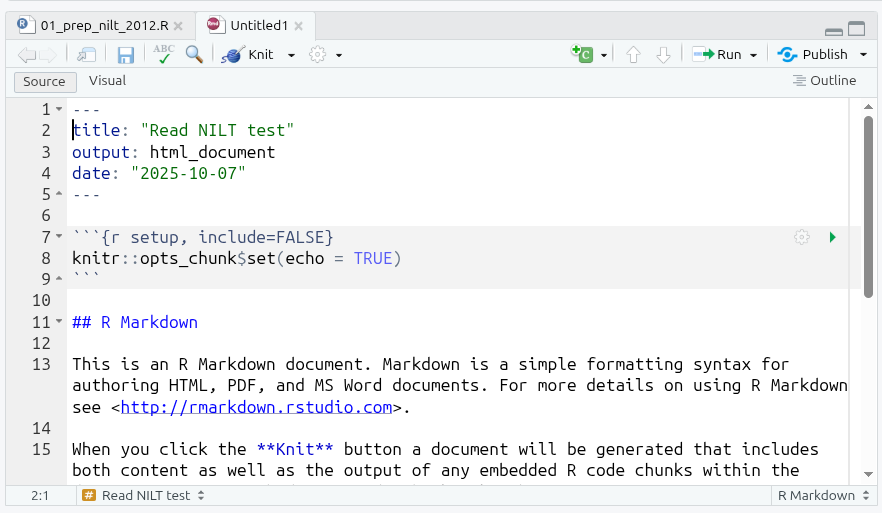 01_prep_nilt_2012.R
Untitled1
ABC
Knit
Run
Publish
Source
Visual
Outline
1 ---
2 title: "Read NILT test"
3 output: html_document
4 date: "2025-10-07"
5 ---
6
7 ```{r setup, include=FALSE}
8 knitr::opts_chunk$set(echo = TRUE)
9 ```
10
11 ## R Markdown
12
13 This is an R Markdown document. Markdown is a simple formatting syntax for
authoring HTML, PDF, and MS Word documents. For more details on using R Markdown
see <http://rmarkdown.rstudio.com>.
14
15 When you click the **Knit** button a document will be generated that includes
both content as well as the output of any embedded R code chunks within the
2:1
# Read NILT test
R Markdown